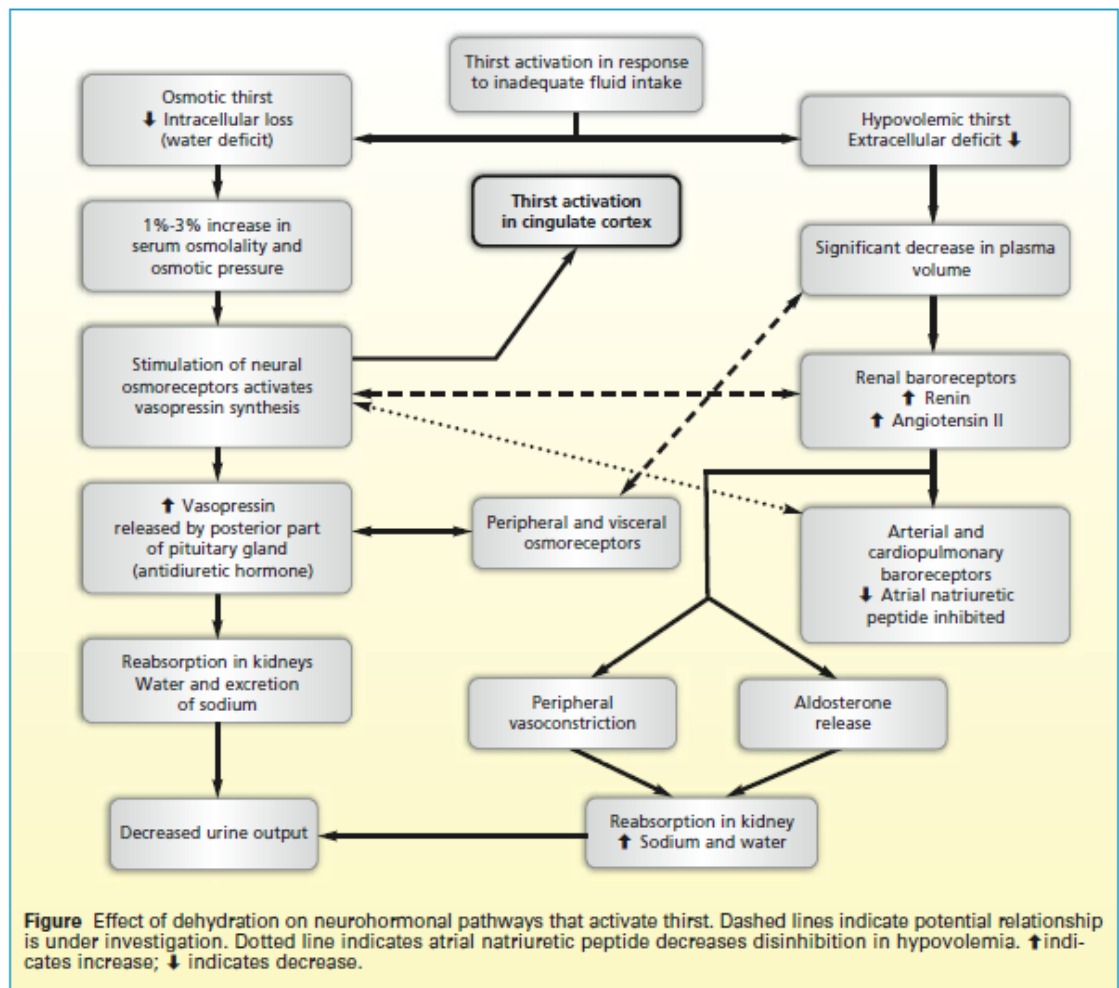 Thirst activation in response
to inadequate fluid intake
Osmotic thirst
⬇ Intracellular loss
(water deficit)
Hypovolemic thirst
Extracellular deficit ⬇
Thirst activation
in cingulate cortex
1%-3% increase in
serum osmolality and
osmotic pressure
Significant decrease in plasma
volume
Stimulation of neural
osmoreceptors activates
vasopressin synthesis
Renal baroreceptors
⬆ Renin
⬆ Angiotensin II
⬆ Vasopressin
released by posterior part
of pituitary gland
(antidiuretic hormone)
Peripheral and visceral
osmoreceptors
Arterial and
cardiopulmonary
baroreceptors
⬇ Atrial natriuretic
peptide inhibited
Reabsorption in kidneys
Water and excretion
of sodium
Peripheral
vasoconstriction
Aldosterone
release
Decreased urine output
Reabsorption in kidney
⬆ Sodium and water
Figure Effect of dehydration on neurohormonal pathways that activate thirst. Dashed lines indicate potential relationship
is under investigation. Dotted line indicates atrial natriuretic peptide decreases disinhibition in hypovolemia. ⬆ indi-
cates increase; ⬇ indicates decrease.